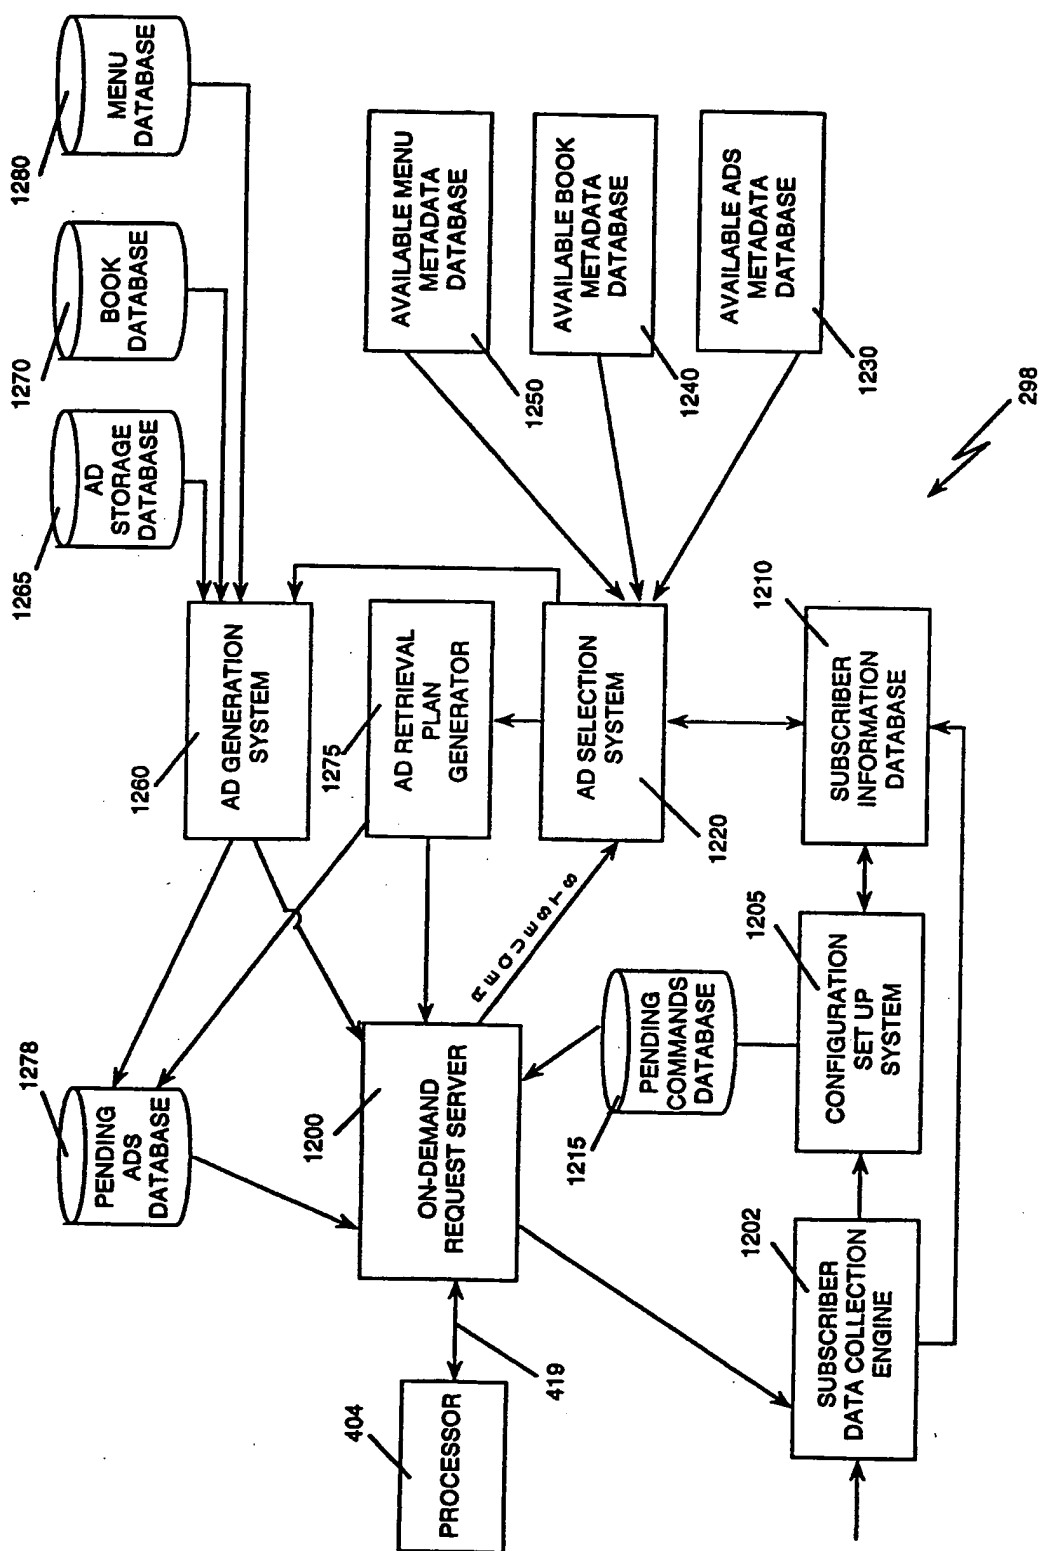 1280
MENU
DATABASE
1270
BOOK
DATABASE
1265
AD
STORAGE
DATABASE
AVAILABLE MENU
METADATA
DATABASE
1250
AVAILABLE BOOK
METADATA
DATABASE
1240
AVAILABLE ADS
METADATA
DATABASE
1230
298
1260
AD GENERATION
SYSTEM
1275
AD RETRIEVAL
PLAN
GENERATOR
AD SELECTION
SYSTEM
1220
1210
SUBSCRIBER
INFORMATION
DATABASE
REQUESTS
1278
PENDING
ADS
DATABASE
1200
ON-DEMAND
REQUEST SERVER
PENDING
COMMANDS
DATABASE
1215
1205
CONFIGURATION
SET UP
SYSTEM
1202
SUBSCRIBER
DATA COLLECTION
ENGINE
404
PROCESSOR
419